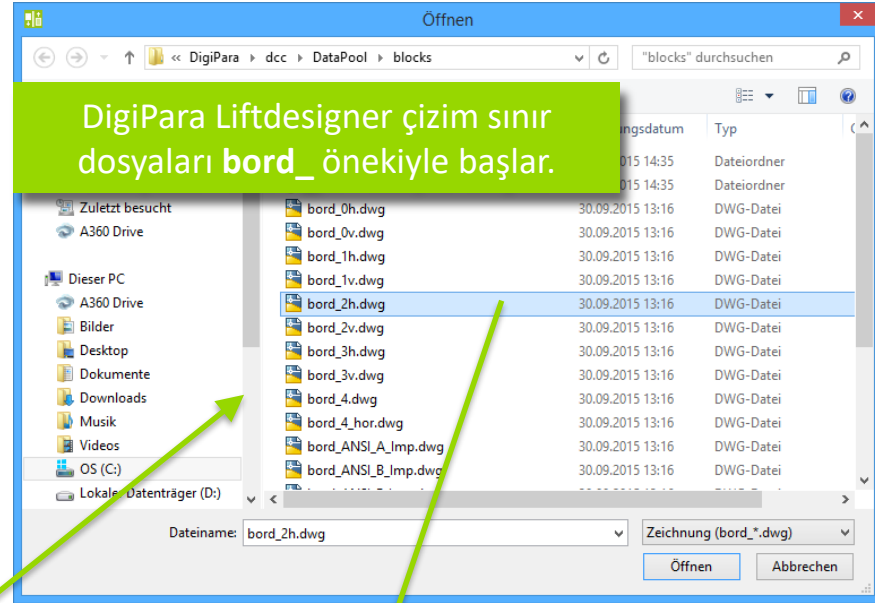 Öffnen
« DigiPara ▸ dcc ▸ DataPool ▸ blocks
"blocks" durchsuchen
DigiPara Liftdesigner çizim sınır
dosyaları bord_ önekiyle başlar.
Typ
14:35 Dateiordner
14:35 Dateiordner
Zuletzt besucht
A360 Drive
Dieser PC
A360 Drive
Bilder
Desktop
Dokumente
Downloads
Musik
Videos
OS (C:)
Datenträger (D:)
bord_0h.dwg 30.09.2015 13:16 DWG-Datei
bord_0v.dwg 30.09.2015 13:16 DWG-Datei
bord_1h.dwg 30.09.2015 13:16 DWG-Datei
bord_1v.dwg 30.09.2015 13:16 DWG-Datei
bord_2h.dwg 30.09.2015 13:16 DWG-Datei
bord_2v.dwg 30.09.2015 13:16 DWG-Datei
bord_3h.dwg 30.09.2015 13:16 DWG-Datei
bord_3v.dwg 30.09.2015 13:16 DWG-Datei
bord_4.dwg 30.09.2015 13:16 DWG-Datei
bord_4_hor.dwg 30.09.2015 13:16 DWG-Datei
bord_ANSI_A_Imp.dwg 30.09.2015 13:16 DWG-Datei
bord_ANSI_B_Imp.dwg 30.09.2015 13:16 DWG-Datei
Dateiname: bord_2h.dwg
Zeichnung (bord_*.dwg)
Öffnen Abbrechen